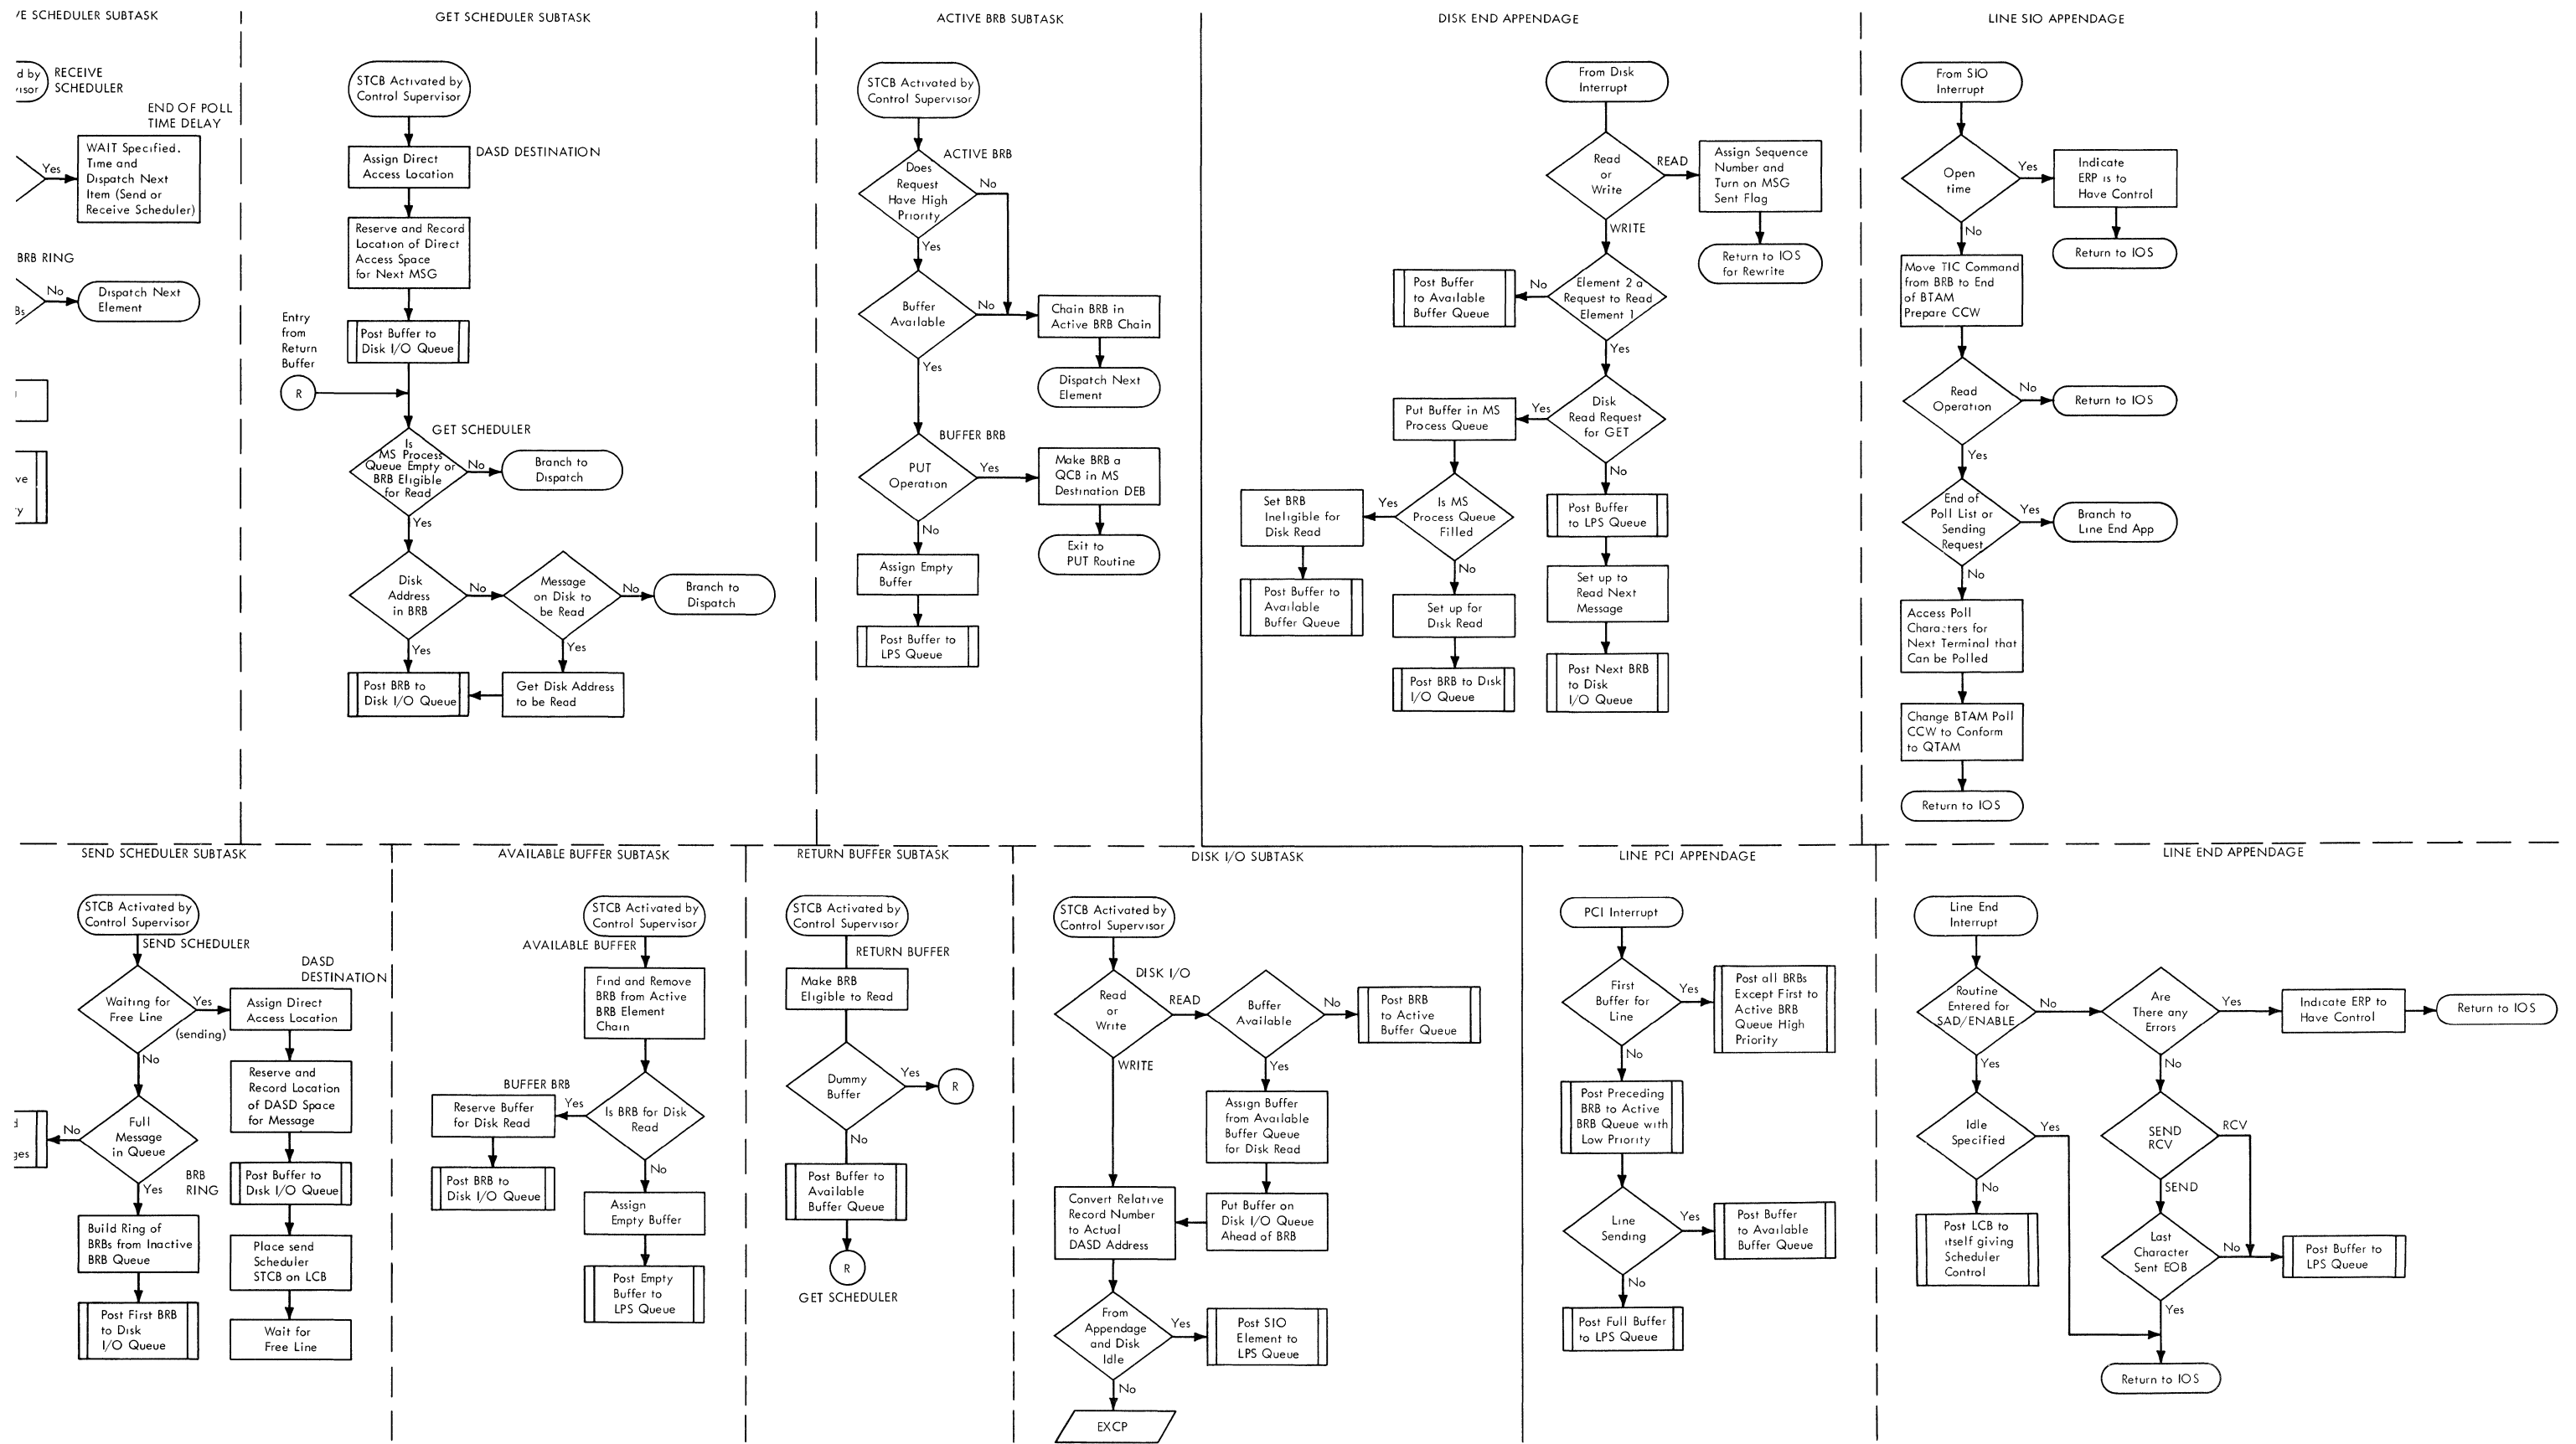 VE SCHEDULER SUBTASK
d by
visor
RECEIVE
SCHEDULER
END OF POLL
TIME DELAY
Yes
WAIT Specified.
Time and
Dispatch Next
Item (Send or
Receive Scheduler)
BRB RING
No
Bs
Dispatch Next
Element
ve
y
GET SCHEDULER SUBTASK
STCB Activated by
Control Supervisor
Assign Direct
Access Location
DASD DESTINATION
Reserve and Record
Location of Direct
Access Space
for Next MSG
Entry
from
Return
Buffer
Post Buffer to
Disk I/O Queue
R
GET SCHEDULER
Is
MS Process
Queue Empty or
BRB Eligible
for Read
No
Branch to
Dispatch
Yes
Disk
Address
in BRB
No
Message
on Disk to
be Read
No
Branch to
Dispatch
Yes
Yes
Post BRB to
Disk I/O Queue
Get Disk Address
to be Read
ACTIVE BRB SUBTASK
STCB Activated by
Control Supervisor
ACTIVE BRB
Does
Request
Have High
Priority
No
Yes
Buffer
Available
No
Chain BRB in
Active BRB Chain
Yes
Dispatch Next
Element
BUFFER BRB
PUT
Operation
Yes
Make BRB a
QCB in MS
Destination DEB
No
Exit to
PUT Routine
Assign Empty
Buffer
Post Buffer to
LPS Queue
DISK END APPENDAGE
From Disk
Interrupt
Read
or
Write
READ
Assign Sequence
Number and
Turn on MSG
Sent Flag
WRITE
Return to IOS
for Rewrite
Post Buffer
to Available
Buffer Queue
No
Element 2 a
Request to Read
Element 1
Yes
Put Buffer in MS
Process Queue
Yes
Disk
Read Request
for GET
No
Set BRB
Ineligible for
Disk Read
Yes
Is MS
Process Queue
Filled
Post Buffer
to LPS Queue
No
Post Buffer to
Available
Buffer Queue
Set up for
Disk Read
Set up to
Read Next
Message
Post BRB to Disk
I/O Queue
Post Next BRB
to Disk
I/O Queue
LINE SIO APPENDAGE
From SIO
Interrupt
Open
time
Yes
Indicate
ERP is to
Have Control
No
Return to IOS
Move TIC Command
from BRB to End
of BTAM
Prepare CCW
Read
Operation
No
Return to IOS
Yes
End of
Poll List or
Sending
Request
Yes
Branch to
Line End App
No
Access Poll
Characters for
Next Terminal that
Can be Polled
Change BTAM Poll
CCW to Conform
to QTAM
Return to IOS
SEND SCHEDULER SUBTASK
STCB Activated by
Control Supervisor
SEND SCHEDULER
DASD
DESTINATION
Waiting for
Free Line
Yes
(sending)
Assign Direct
Access Location
No
Reserve and
Record Location
of DASD Space
for Message
d
ges
No
Full
Message
in Queue
Yes
BRB
RING
Post Buffer to
Disk I/O Queue
Build Ring of
BRBs from Inactive
BRB Queue
Place send
Scheduler
STCB on LCB
Post First BRB
to Disk
I/O Queue
Wait for
Free Line
AVAILABLE BUFFER SUBTASK
STCB Activated by
Control Supervisor
AVAILABLE BUFFER
Find and Remove
BRB from Active
BRB Element
Chain
BUFFER BRB
Reserve Buffer
for Disk Read
Yes
Is BRB for Disk
Read
No
Post BRB to
Disk I/O Queue
Assign
Empty Buffer
Post Empty
Buffer to
LPS Queue
RETURN BUFFER SUBTASK
STCB Activated by
Control Supervisor
RETURN BUFFER
Make BRB
Eligible to Read
Dummy
Buffer
Yes
R
No
Post Buffer to
Available
Buffer Queue
R
GET SCHEDULER
DISK I/O SUBTASK
STCB Activated by
Control Supervisor
DISK I/O
Read
or
Write
READ
Buffer
Available
No
Post BRB
to Active
Buffer Queue
WRITE
Yes
Assign Buffer
from Available
Buffer Queue
for Disk Read
Convert Relative
Record Number
to Actual
DASD Address
Put Buffer on
Disk I/O Queue
Ahead of BRB
From
Appendage
and Disk
Idle
Yes
Post SIO
Element to
LPS Queue
No
EXCP
LINE PCI APPENDAGE
PCI Interrupt
First
Buffer for
Line
Yes
Post all BRBs
Except First to
Active BRB
Queue High
Priority
No
Post Preceding
BRB to Active
BRB Queue with
Low Priority
Line
Sending
Yes
Post Buffer
to Available
Buffer Queue
No
Post Full Buffer
to LPS Queue
LINE END APPENDAGE
Line End
Interrupt
Routine
Entered for
SAD/ENABLE
No
Are
There any
Errors
Yes
Indicate ERP to
Have Control
Return to IOS
Yes
No
Idle
Specified
Yes
SEND
RCV
RCV
No
SEND
Post LCB to
itself giving
Scheduler
Control
Last
Character
Sent EOB
No
Post Buffer to
LPS Queue
Yes
Return to IOS